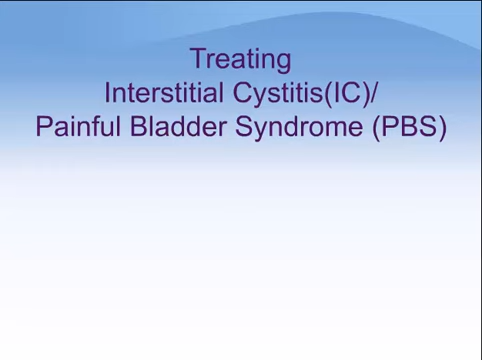 Treating
Interstitial Cystitis(IC)/
Painful Bladder Syndrome (PBS)